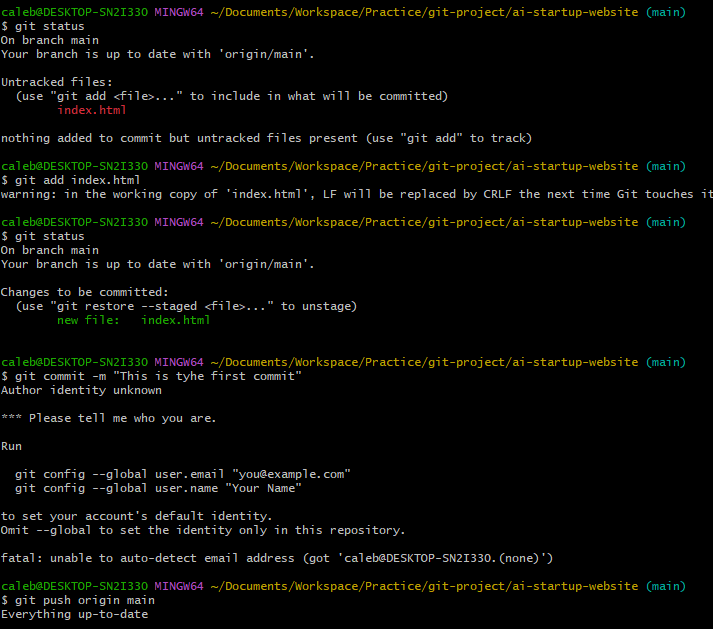 caleb@DESKTOP-SN2I330 MINGW64 ~/Documents/Workspace/Practice/git-project/ai-startup-website (main)
$ git status
On branch main
Your branch is up to date with 'origin/main'.
Untracked files:
(use "git add <file>..." to include in what will be committed)
index.html
nothing added to commit but untracked files present (use "git add" to track)
caleb@DESKTOP-SN2I330 MINGW64 ~/Documents/Workspace/Practice/git-project/ai-startup-website (main)
$ git add index.html
warning: in the working copy of 'index.html', LF will be replaced by CRLF the next time Git touches it
caleb@DESKTOP-SN2I330 MINGW64 ~/Documents/Workspace/Practice/git-project/ai-startup-website (main)
$ git status
On branch main
Your branch is up to date with 'origin/main'.
Changes to be committed:
(use "git restore --staged <file>..." to unstage)
new file:   index.html
caleb@DESKTOP-SN2I330 MINGW64 ~/Documents/Workspace/Practice/git-project/ai-startup-website (main)
$ git commit -m "This is tyhe first commit"
Author identity unknown
*** Please tell me who you are.
Run
git config --global user.email "you@example.com"
git config --global user.name "Your Name"
to set your account's default identity.
Omit --global to set the identity only in this repository.
fatal: unable to auto-detect email address (got 'caleb@DESKTOP-SN2I330.(none)')
caleb@DESKTOP-SN2I330 MINGW64 ~/Documents/Workspace/Practice/git-project/ai-startup-website (main)
$ git push origin main
Everything up-to-date